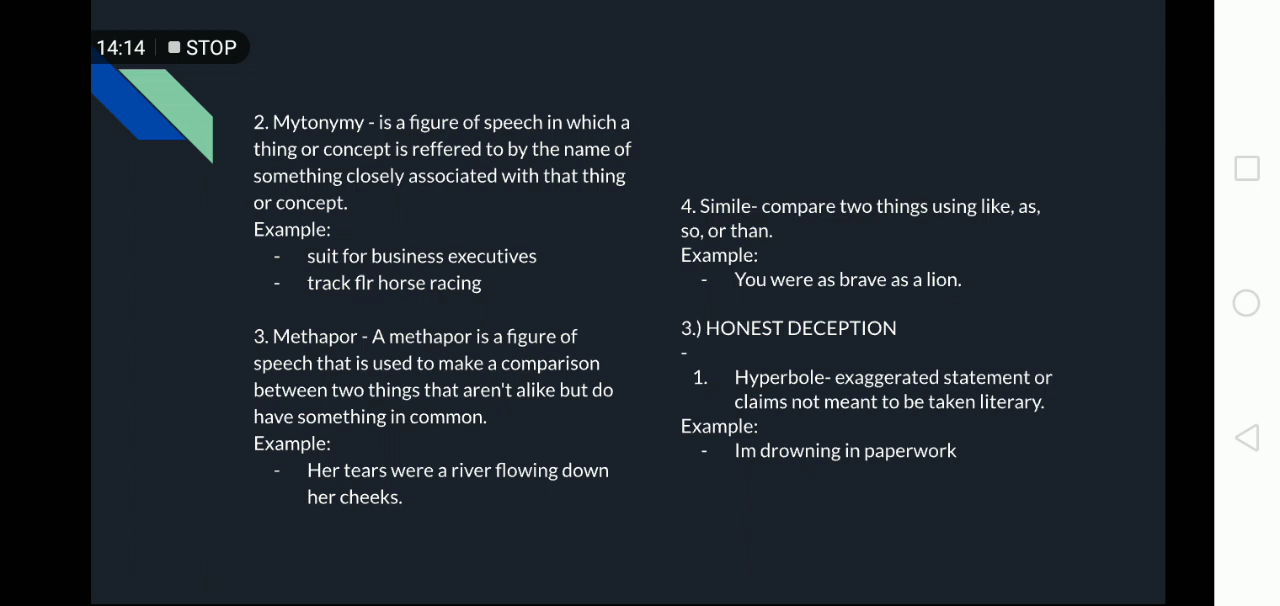 14:14 STOP
2. Mytonymy - is a figure of speech in which a
thing or concept is reffered to by the name of
something closely associated with that thing
or concept.
Example:
- suit for business executives
- track flr horse racing
3. Methapor - A methapor is a figure of
speech that is used to make a comparison
between two things that aren't alike but do
have something in common.
Example:
- Her tears were a river flowing down
her cheeks.
4. Simile- compare two things using like, as,
so, or than.
Example:
- You were as brave as a lion.
3.) HONEST DECEPTION
-
1. Hyperbole- exaggerated statement or
claims not meant to be taken literary.
Example:
- Im drowning in paperwork